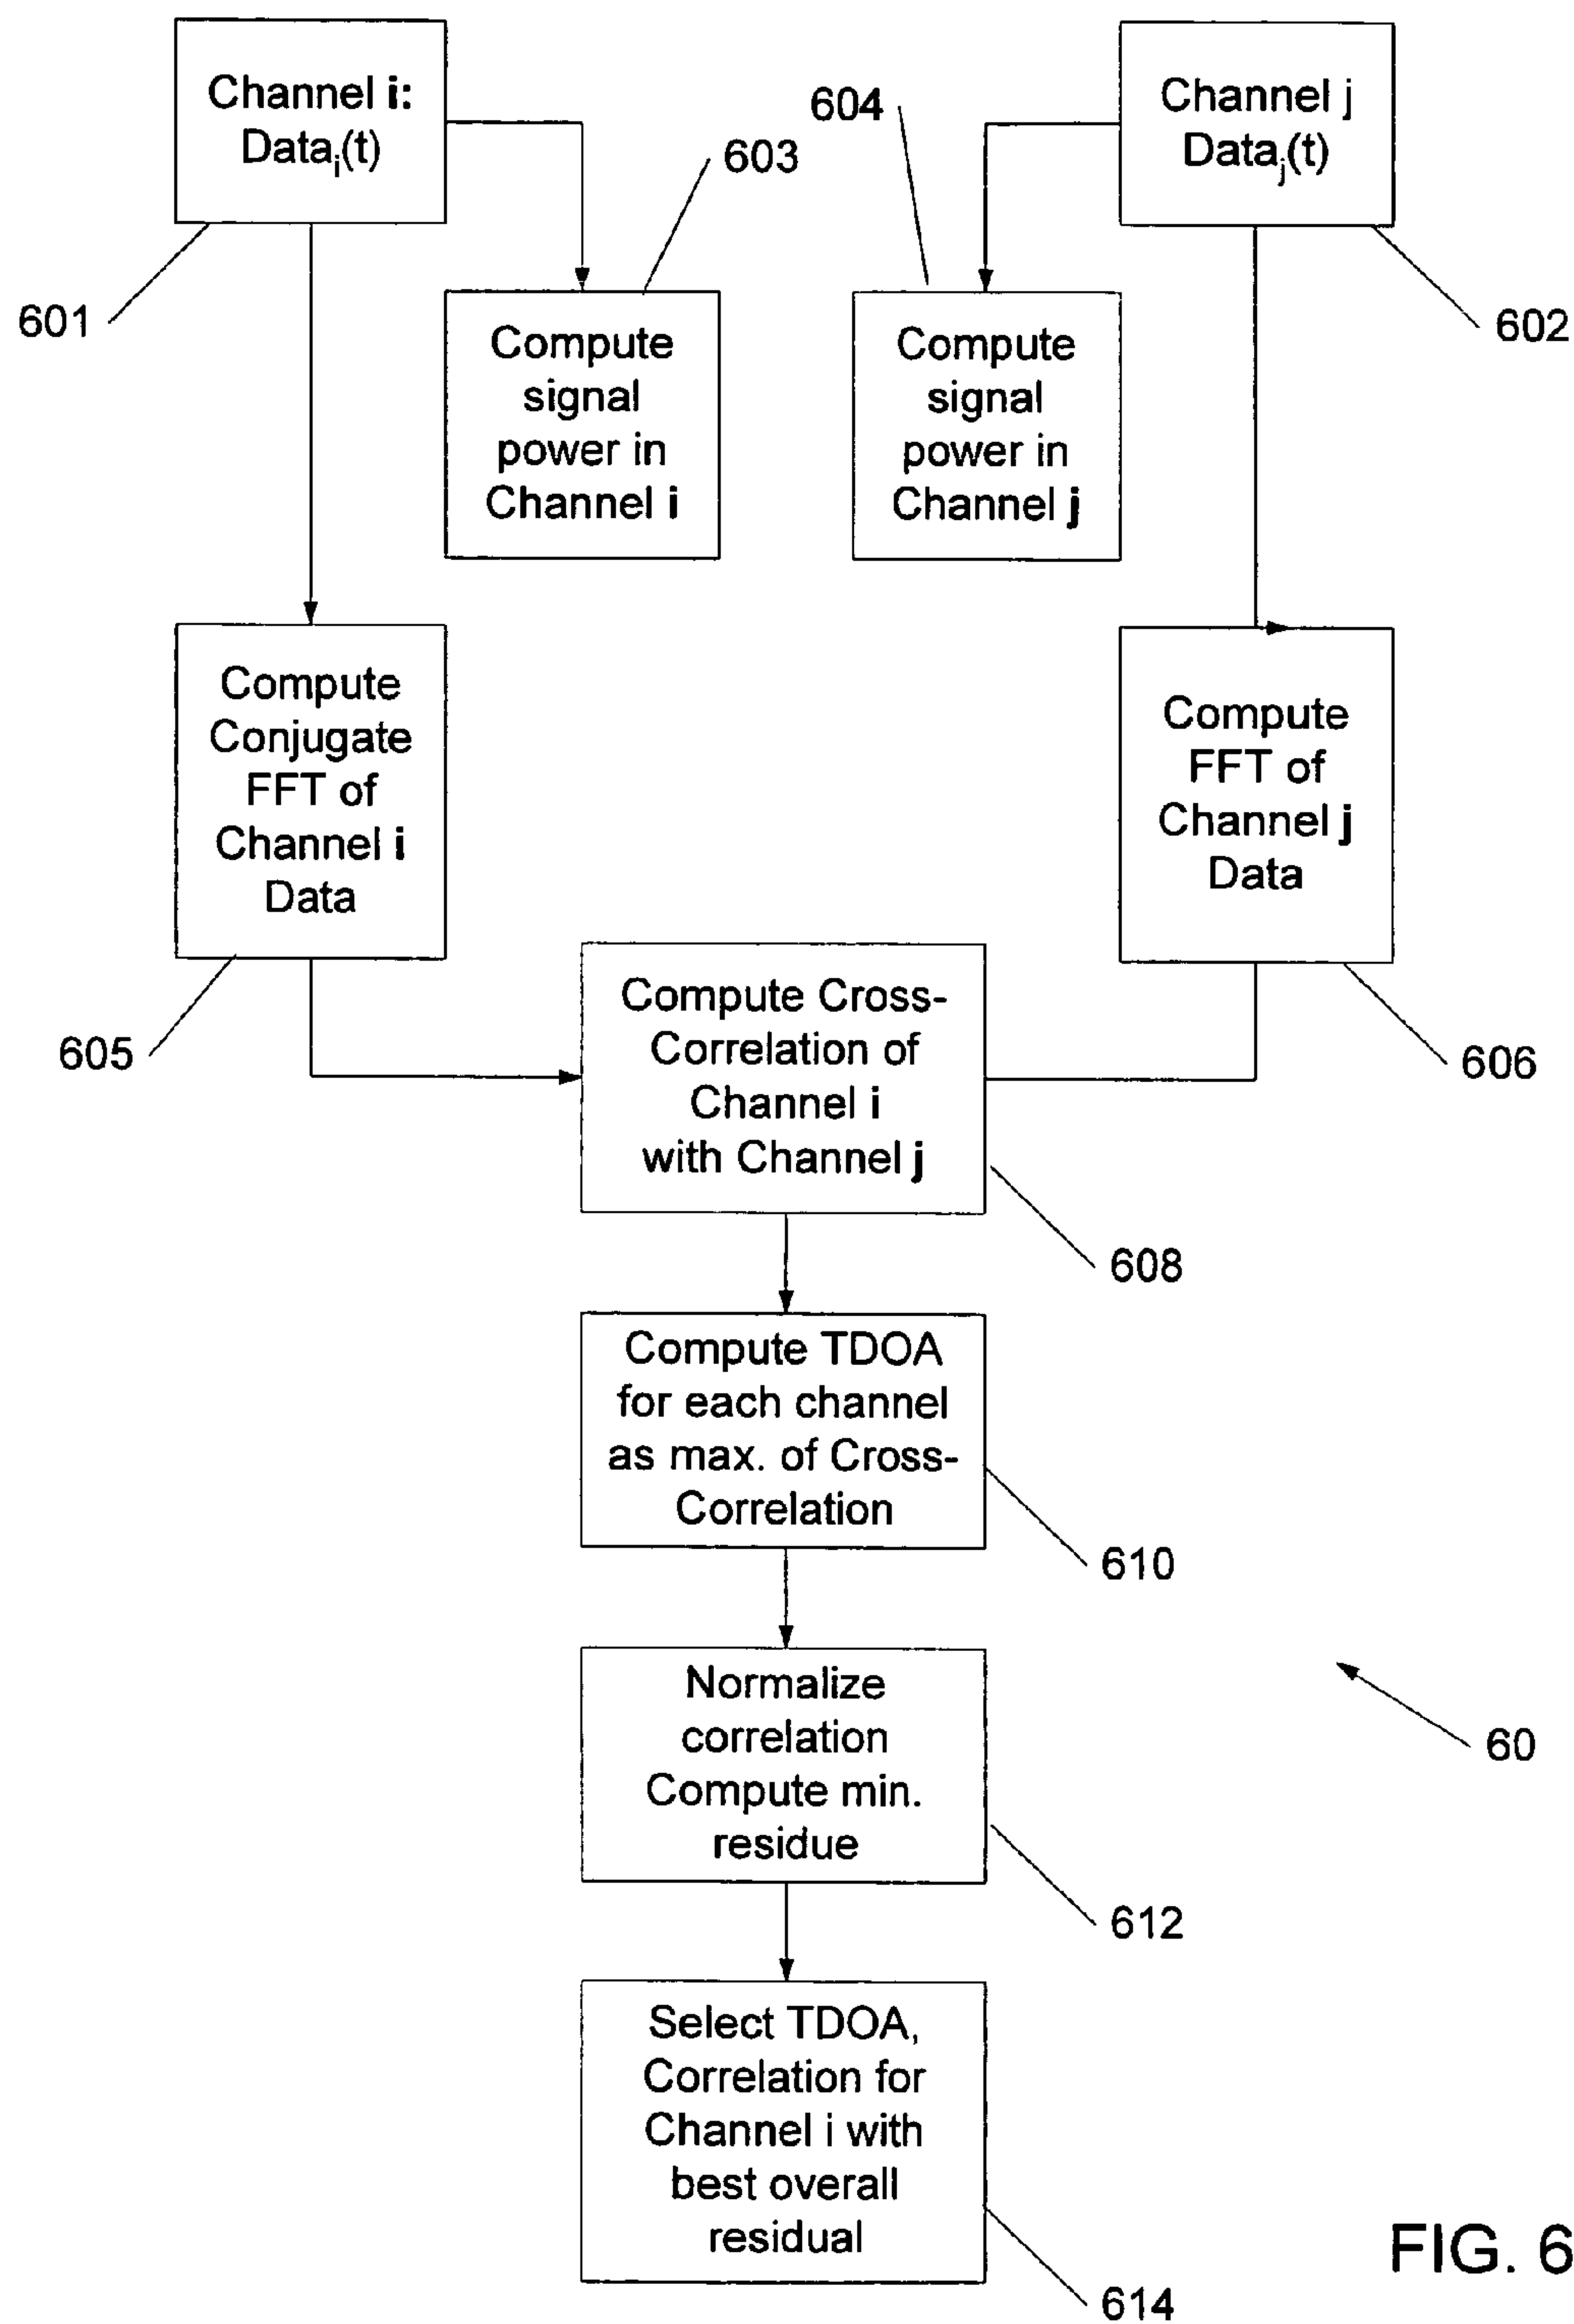 Channel i:
Dataᵢ(t)
Channel j
Dataⱼ(t)
604
603
601
602
Compute
signal
power in
Channel i
Compute
signal
power in
Channel j
Compute
Conjugate
FFT of
Channel i
Data
Compute
FFT of
Channel j
Data
605
606
Compute Cross-
Correlation of
Channel i
with Channel j
608
Compute TDOA
for each channel
as max. of Cross-
Correlation
610
Normalize
correlation
Compute min.
residue
60
612
Select TDOA,
Correlation for
Channel i with
best overall
residual
614
FIG. 6